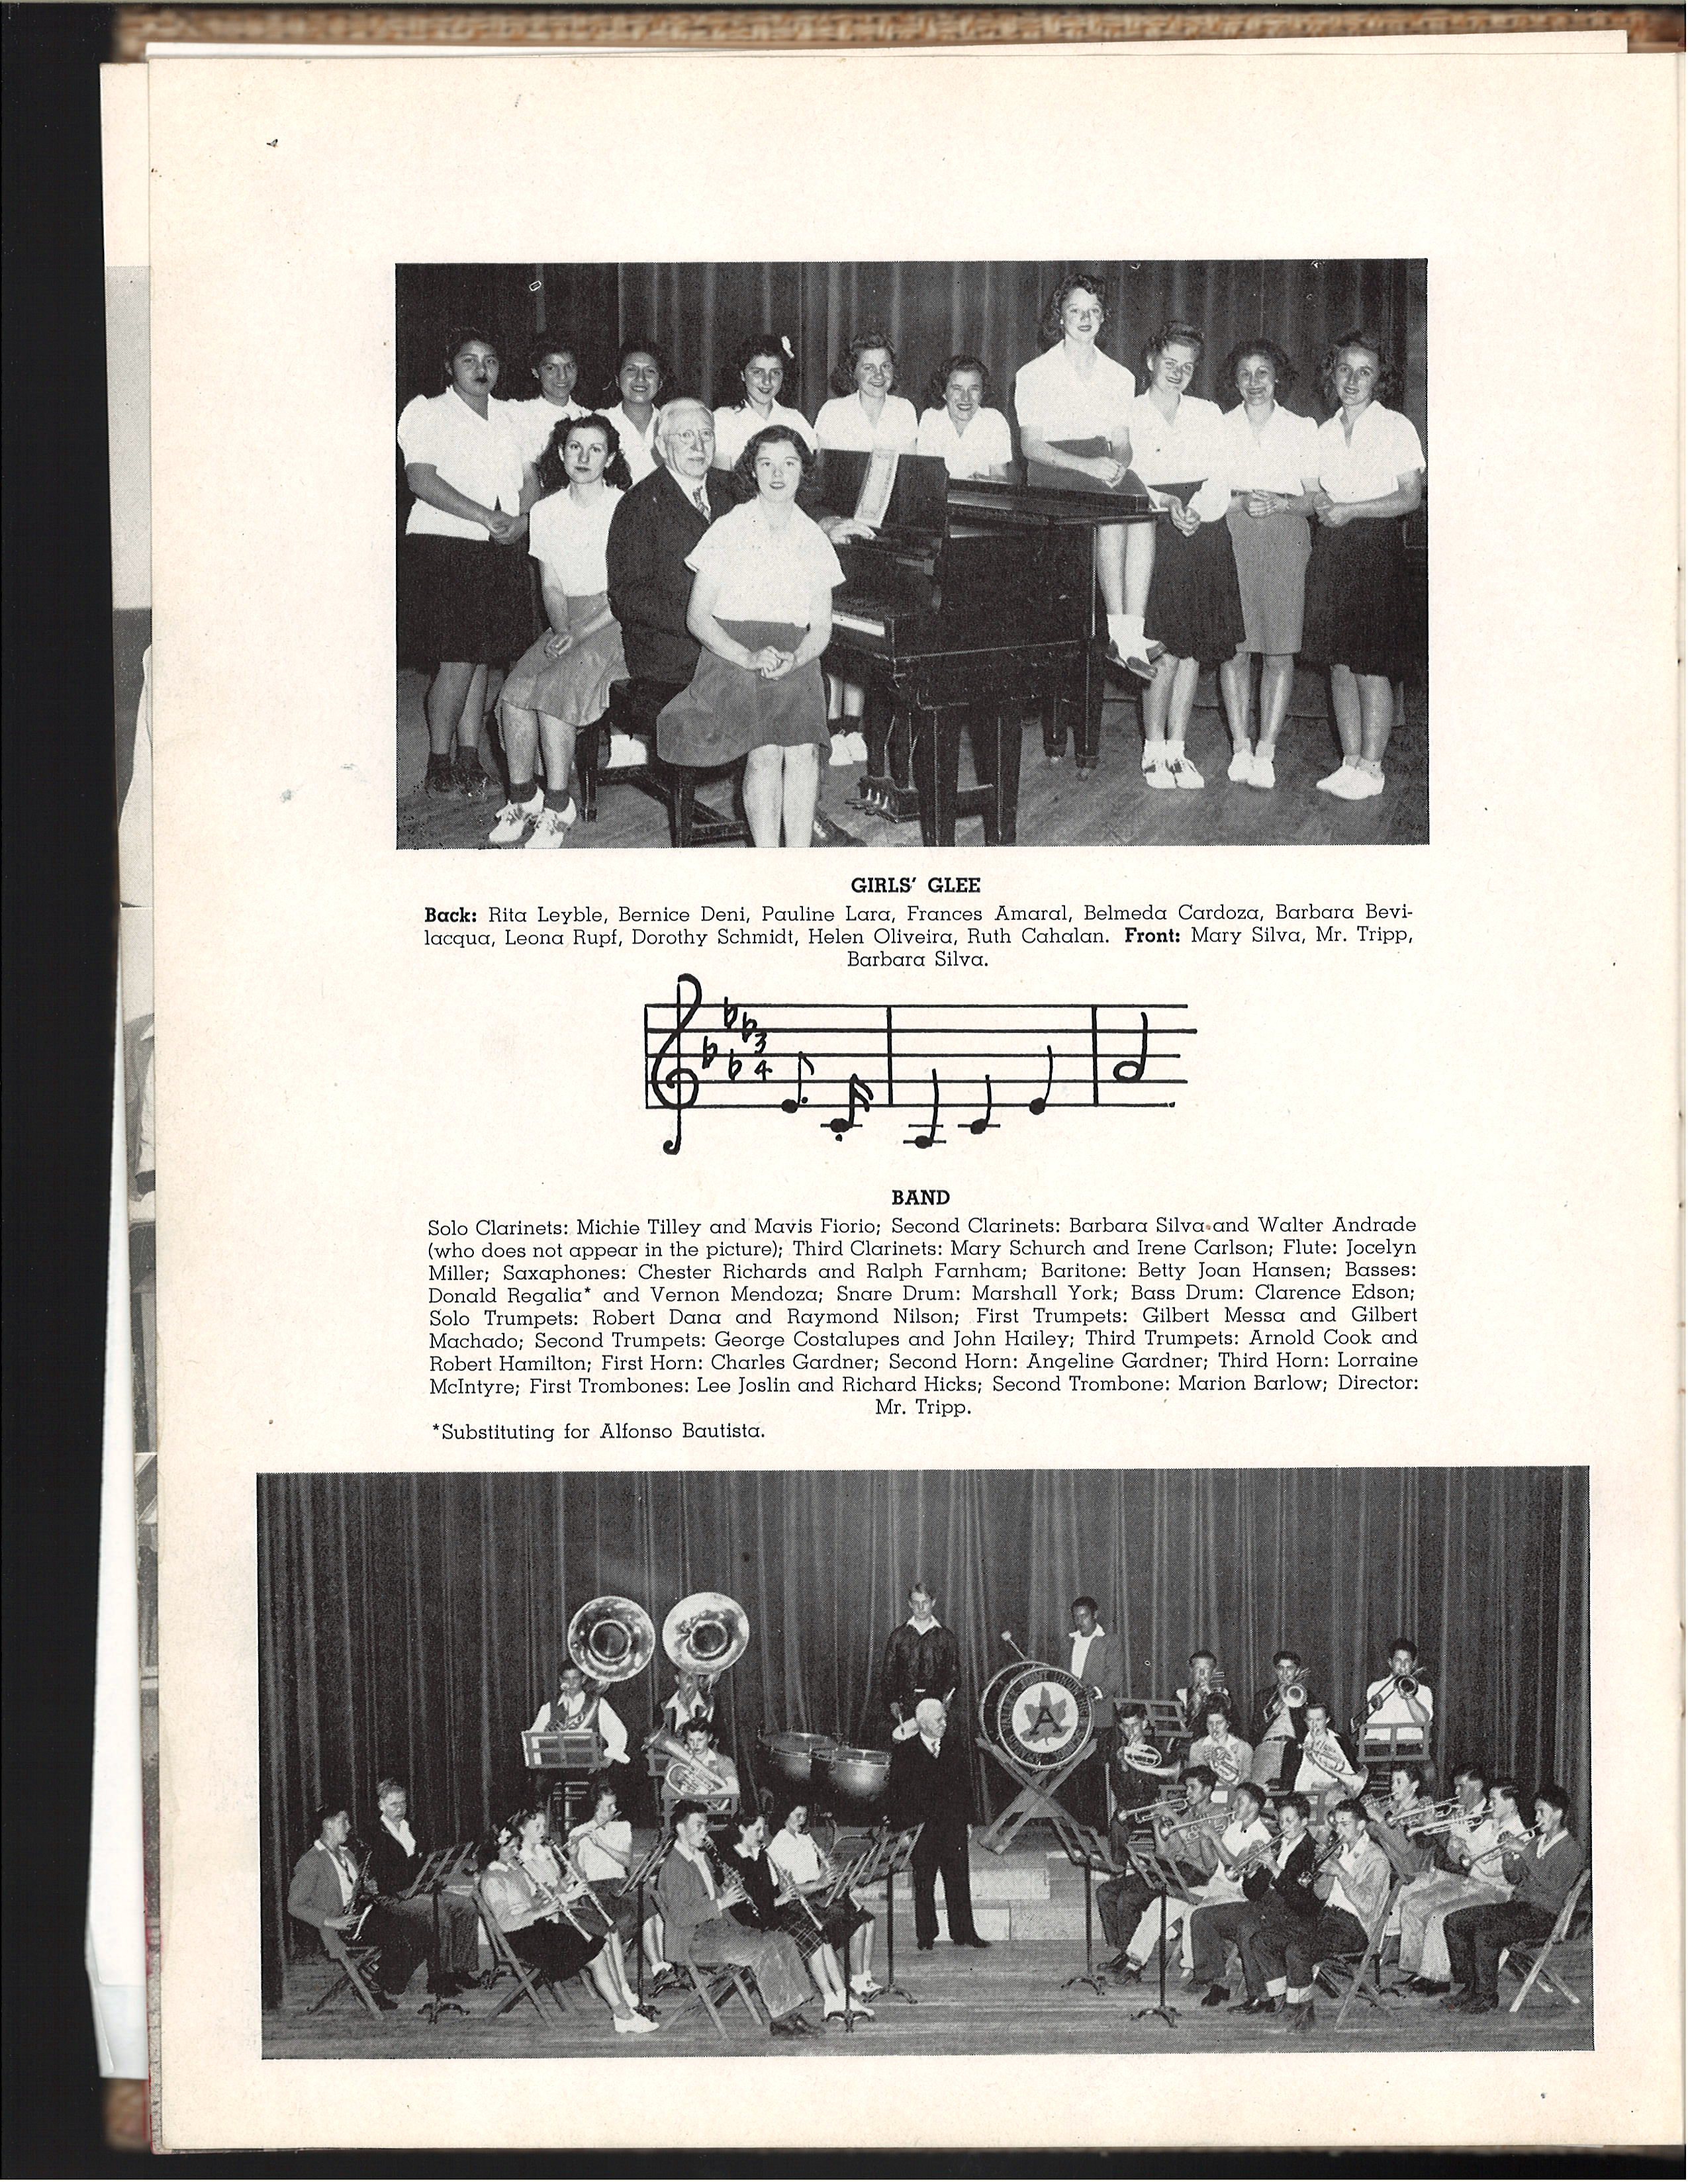 GIRLS' GLEE
Back: Rita Leyble, Bernice Deni, Pauline Lara, Frances Amaral, Belmeda Cardoza, Barbara Bevi-
lacqua, Leona Rupf, Dorothy Schmidt, Helen Oliveira, Ruth Cahalan. Front: Mary Silva, Mr. Tripp,
Barbara Silva.
3
4
BAND
Solo Clarinets: Michie Tilley and Mavis Fiorio; Second Clarinets: Barbara Silva and Walter Andrade
(who does not appear in the picture); Third Clarinets: Mary Schurch and Irene Carlson; Flute: Jocelyn
Miller; Saxaphones: Chester Richards and Ralph Farnham; Baritone: Betty Joan Hansen; Basses:
Donald Regalia* and Vernon Mendoza; Snare Drum: Marshall York; Bass Drum: Clarence Edson;
Solo Trumpets: Robert Dana and Raymond Nilson; First Trumpets: Gilbert Messa and Gilbert
Machado; Second Trumpets: George Costalupes and John Hailey; Third Trumpets: Arnold Cook and
Robert Hamilton; First Horn: Charles Gardner; Second Horn: Angeline Gardner; Third Horn: Lorraine
McIntyre; First Trombones: Lee Joslin and Richard Hicks; Second Trombone: Marion Barlow; Director:
Mr. Tripp.
*Substituting for Alfonso Bautista.
A